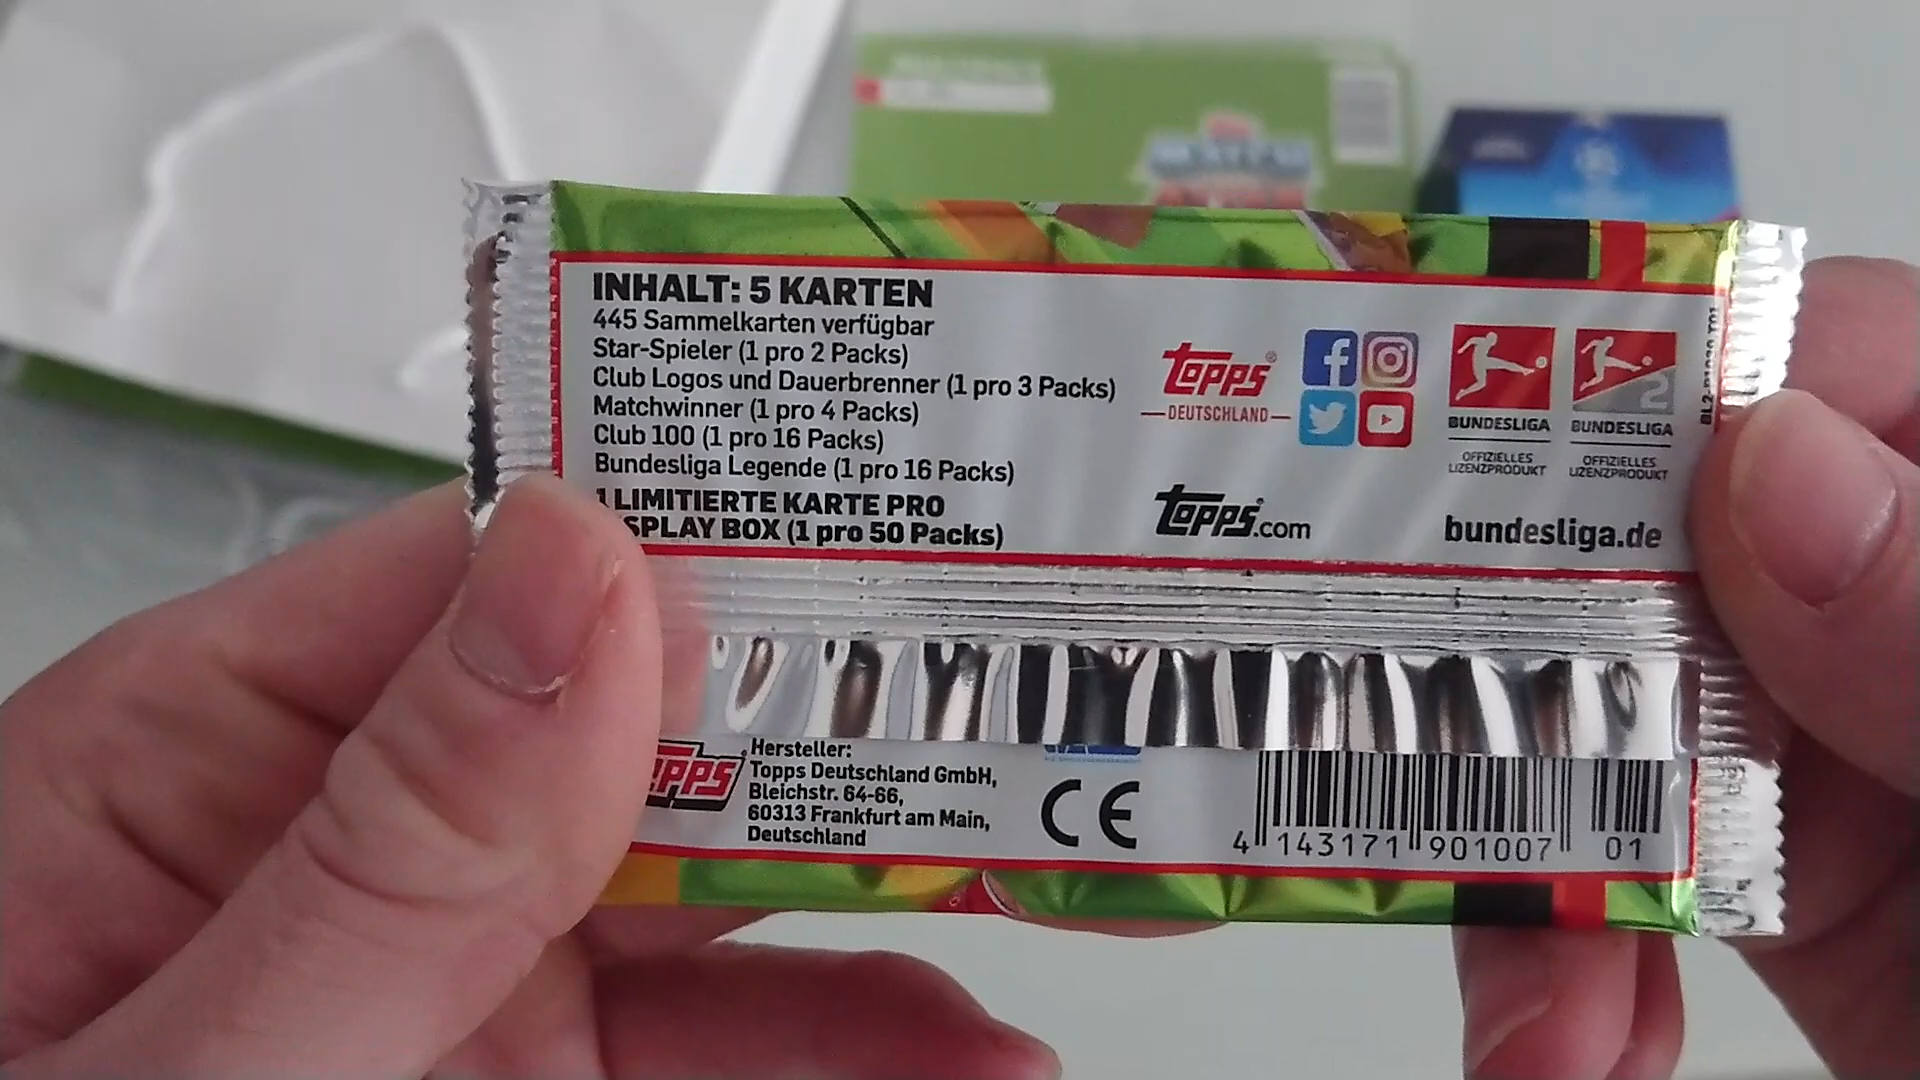 INHALT: 5 KARTEN
445 Sammelkarten verfügbar
Star-Spieler (1 pro 2 Packs)
Club Logos und Dauerbrenner (1 pro 3 Packs)
Matchwinner (1 pro 4 Packs)
Club 100 (1 pro 16 Packs)
Bundesliga Legende (1 pro 16 Packs)
1 LIMITIERTE KARTE PRO
SPLAY BOX (1 pro 50 Packs)
topps
DEUTSCHLAND
topps.com
BUNDESLIGA
OFFIZIELLES
LIZENZPRODUKT
2
BUNDESLIGA
OFFIZIELLES
LIZENZPRODUKT
bundesliga.de
Hersteller:
Topps Deutschland GmbH,
Bleichstr. 64-66,
60313 Frankfurt am Main,
Deutschland
CE
4 143171 901007 01